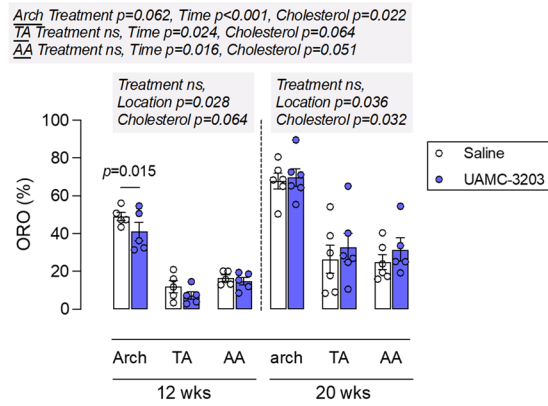 Arch Treatment p=0.062, Time p<0.001, Cholesterol p=0.022
TA Treatment ns, Time p=0.024, Cholesterol p=0.064
AA Treatment ns, Time p=0.016, Cholesterol p=0.051
Treatment ns,
Location p=0.028
Cholesterol p=0.064
Treatment ns,
Location p=0.036
Cholesterol p=0.032
ORO (%)
100
80
60
40
20
0
p=0.015
Saline
UAMC-3203
Arch TA AA arch TA AA
12 wks 20 wks